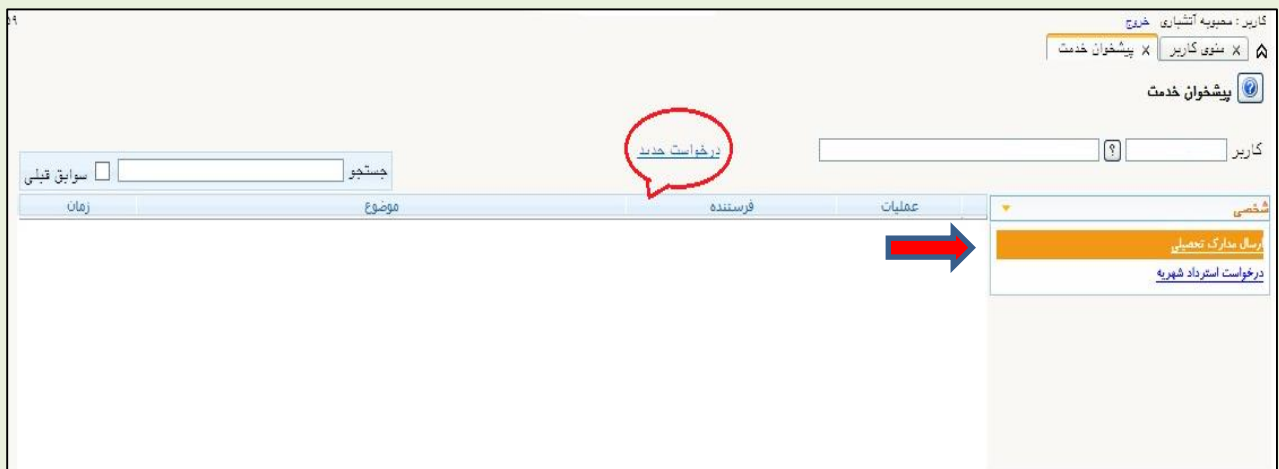 کاربر : محبوبه آتشباری خروج
۵۹
× منوی کاربر × پیشخوان خدمت
پیشخوان خدمت
کاربر ؟ درخواست جدید
جستجو سوابق قبلی
شخصی عملیات فرستنده موضوع زمان
ارسال مدارک تحصیلی
درخواست استرداد شهریه